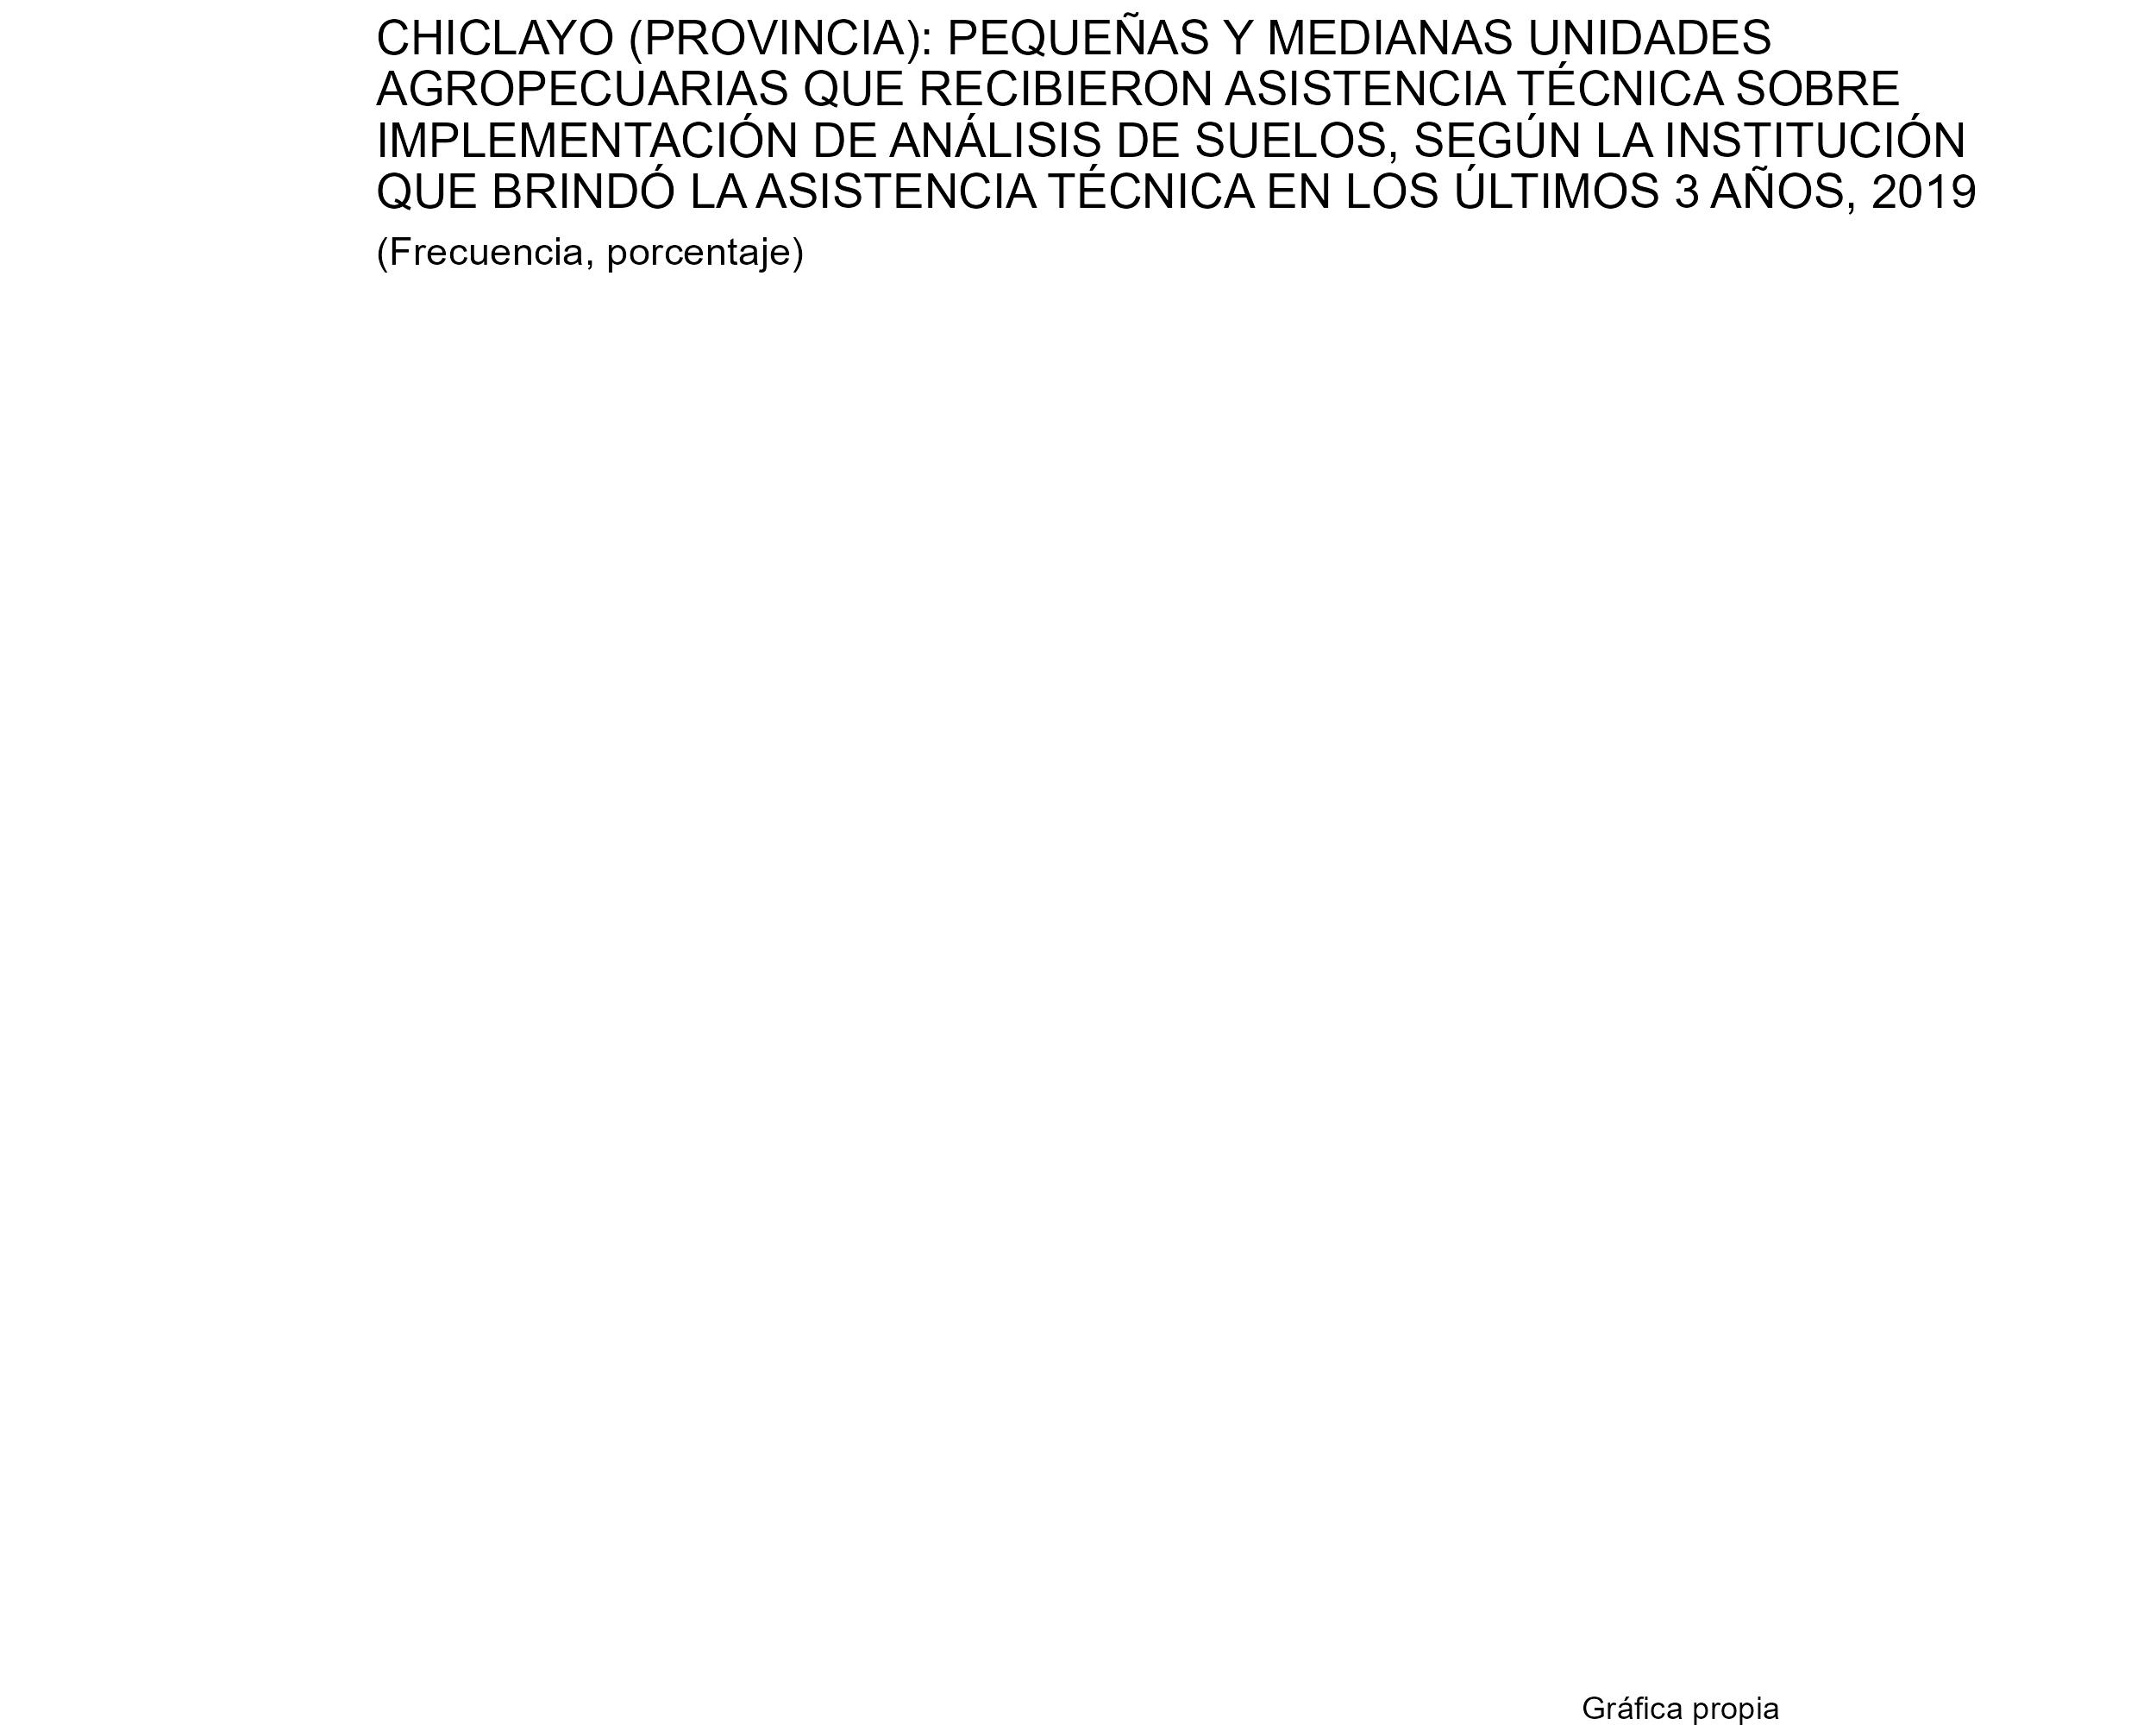 CHICLAYO (PROVINCIA): PEQUEÑAS Y MEDIANAS UNIDADES
AGROPECUARIAS QUE RECIBIERON ASISTENCIA TÉCNICA SOBRE
IMPLEMENTACIÓN DE ANÁLISIS DE SUELOS, SEGÚN LA INSTITUCIÓN
QUE BRINDÓ LA ASISTENCIA TÉCNICA EN LOS ÚLTIMOS 3 AÑOS, 2019
(Frecuencia, porcentaje)
Gráfica propia